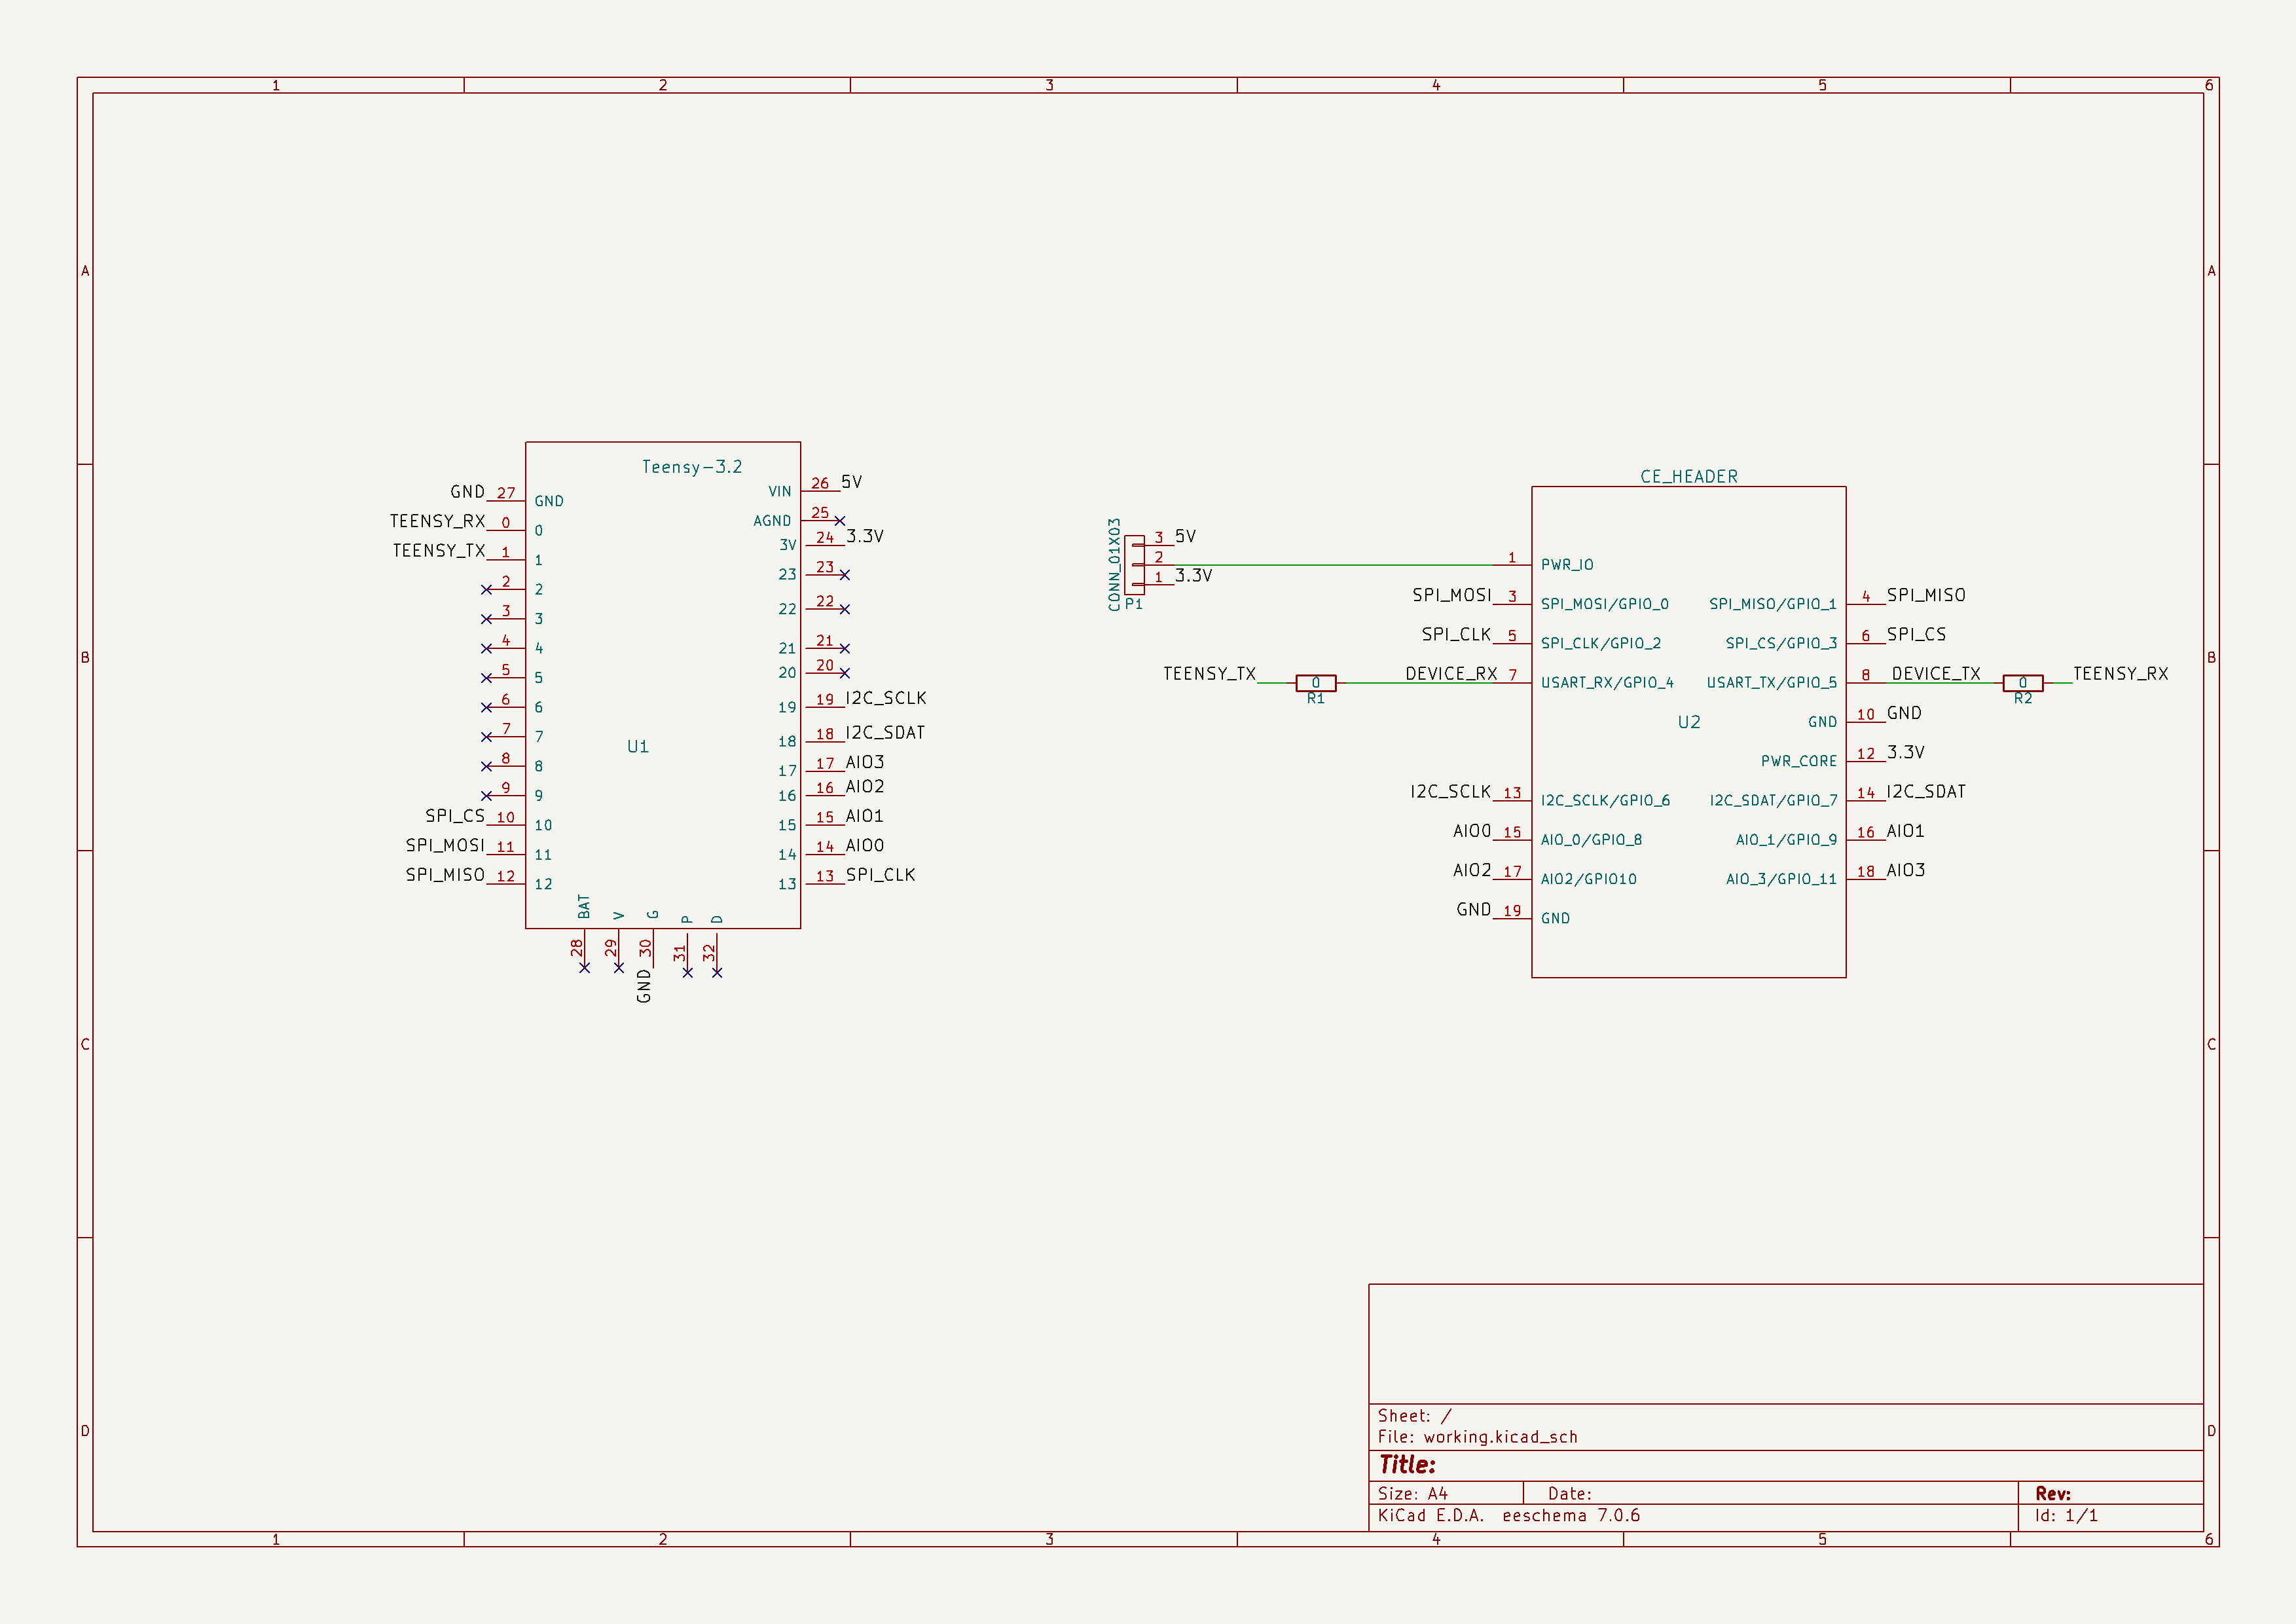 1 2 3 4 5 6
A A
B B
C C
D D
Teensy-3.2
U1
GND 27 GND
TEENSY_RX 0 0
TEENSY_TX 1 1
2 2
3 3
4 4
5 5
6 6
7 7
8 8
9 9
SPI_CS 10 10
SPI_MOSI 11 11
SPI_MISO 12 12
VIN 26 5V
AGND 25
3V 24 3.3V
23 23
22 22
21 21
20 20
19 19 I2C_SCLK
18 18 I2C_SDAT
17 17 AIO3
16 16 AIO2
15 15 AIO1
14 14 AIO0
13 13 SPI_CLK
BAT V G P D
28 29 30 31 32
GND
CONN_01X03
3 5V
2
1 3.3V
P1
TEENSY_TX 0 DEVICE_RX
R1
CE_HEADER
U2
1 PWR_IO
SPI_MOSI 3 SPI_MOSI/GPIO_0
SPI_CLK 5 SPI_CLK/GPIO_2
7 USART_RX/GPIO_4
I2C_SCLK 13 I2C_SCLK/GPIO_6
AIO0 15 AIO_0/GPIO_8
AIO2 17 AIO2/GPIO10
GND 19 GND
SPI_MISO/GPIO_1 4 SPI_MISO
SPI_CS/GPIO_3 6 SPI_CS
USART_TX/GPIO_5 8 DEVICE_TX 0 TEENSY_RX
R2
GND 10 GND
PWR_CORE 12 3.3V
I2C_SDAT/GPIO_7 14 I2C_SDAT
AIO_1/GPIO_9 16 AIO1
AIO_3/GPIO_11 18 AIO3
Sheet: /
File: working.kicad_sch
Title:
Size: A4 Date: Rev:
KiCad E.D.A. eeschema 7.0.6 Id: 1/1
1 2 3 4 5 6